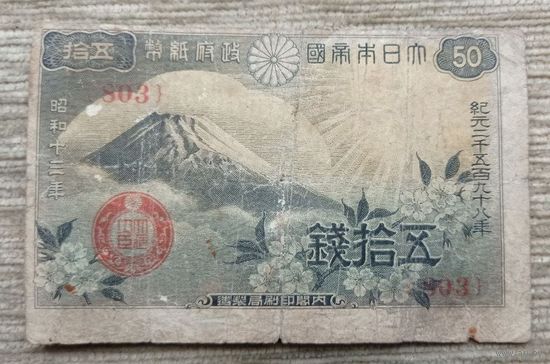 拾五
幣紙府政
國帝本日大
50
803}
昭和十三年
紀元二千五百九十八年
錢拾五
803}
內閣印刷局製造